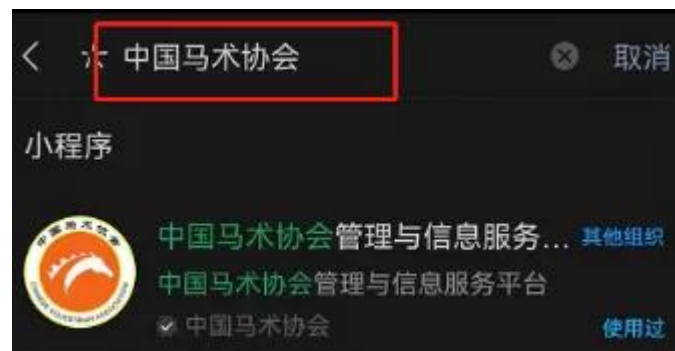 中国马术协会 取消
小程序
中国马术协会管理与信息服务... 其他组织
中国马术协会管理与信息服务平台
中国马术协会 使用过